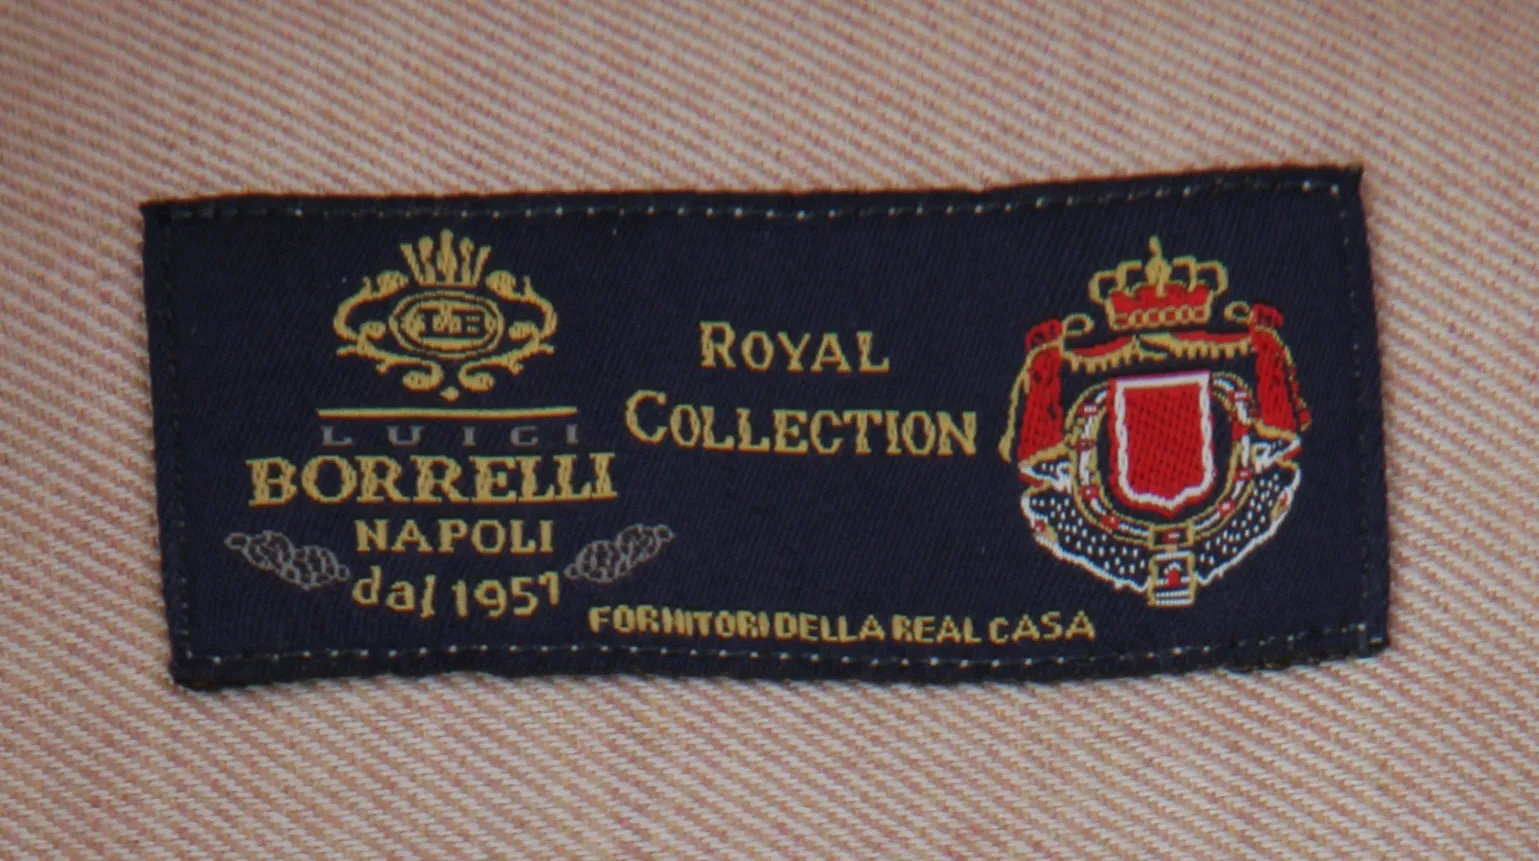 LUIGI
BORRELLI
NAPOLI
dal 1957
ROYAL
COLLECTION
FORNITORI DELLA REAL CASA